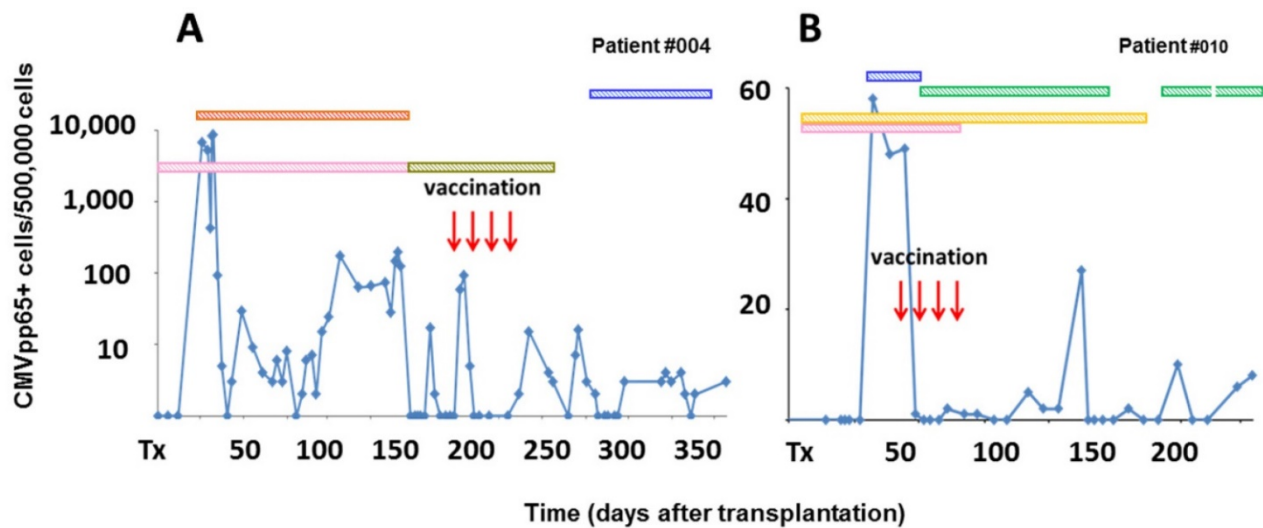 A
Patient #004
B
Patient #010
CMVpp65+ cells/500,000 cells
10,000
1,000
100
10
vaccination
Tx 50 100 150 200 250 300 350
60
40
20
vaccination
Tx 50 100 150 200
Time (days after transplantation)